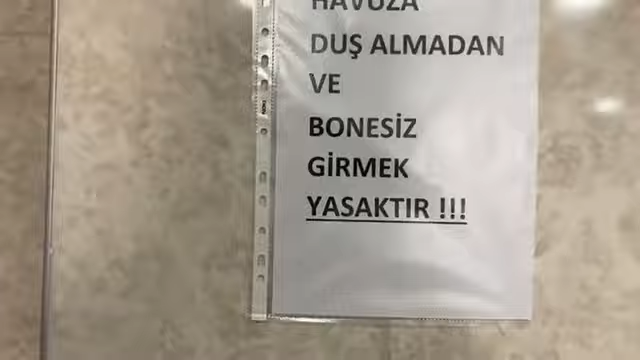 HAVUZA
DUŞ ALMADAN
VE
BONESİZ
GİRMEK
YASAKTIR !!!